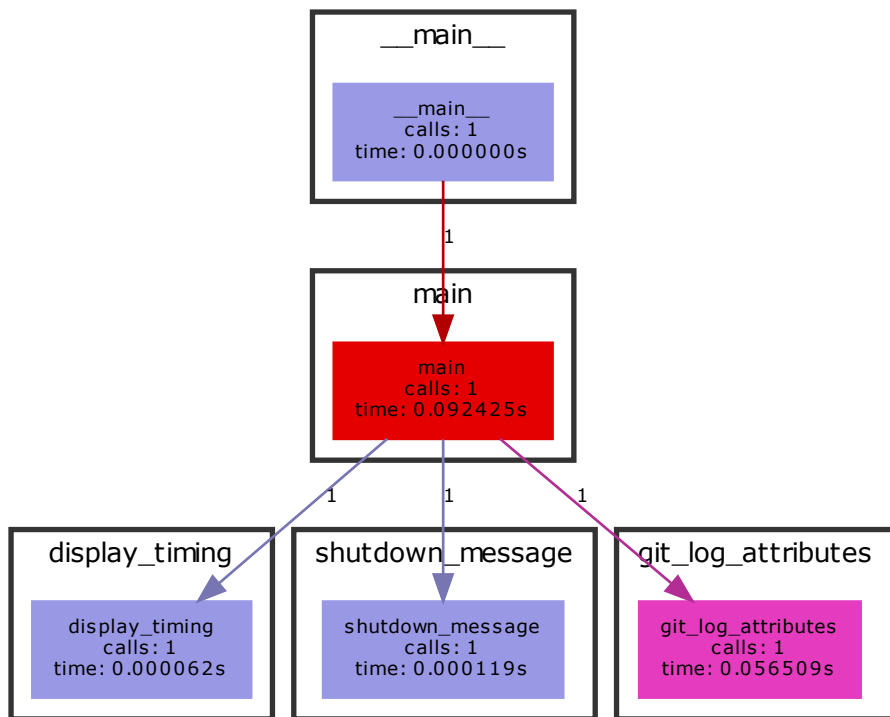 __main__
__main__
calls: 1
time: 0.000000s
1
main
main
calls: 1
time: 0.092425s
1
1
1
display_timing
shutdown_message
git_log_attributes
display_timing
calls: 1
time: 0.000062s
shutdown_message
calls: 1
time: 0.000119s
git_log_attributes
calls: 1
time: 0.056509s